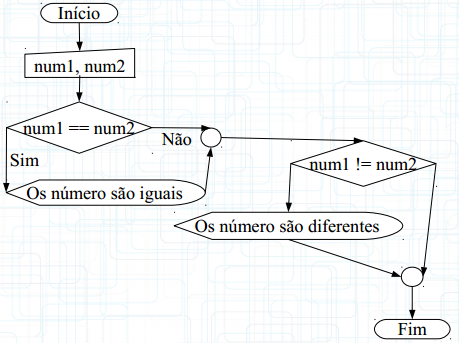 Início
num1, num2
num1 == num2
Não
Sim
num1 != num2
Os número são iguais
Os número são diferentes
Fim